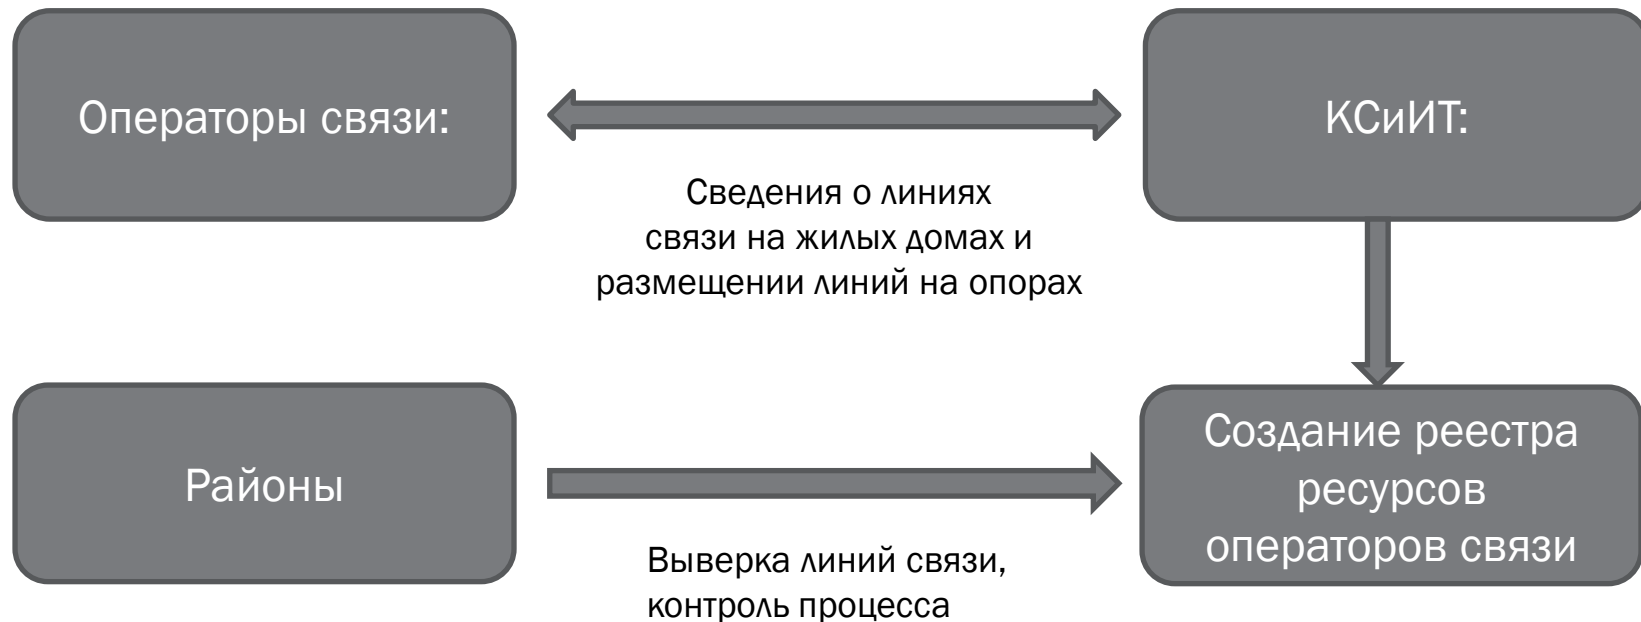 Операторы связи:
КСиИТ:
Сведения о линиях
связи на жилых домах и
размещении линий на опорах
Районы
Создание реестра
ресурсов
операторов связи
Выверка линий связи,
контроль процесса